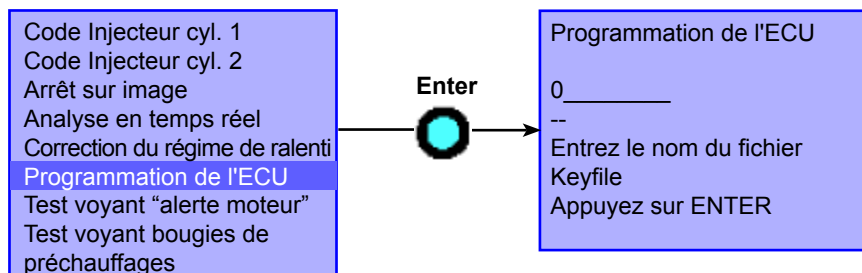 Code Injecteur cyl. 1
Code Injecteur cyl. 2
Arrêt sur image
Analyse en temps réel
Correction du régime de ralenti
Programmation de l'ECU
Test voyant “alerte moteur”
Test voyant bougies de
préchauffages
Enter
Programmation de l'ECU
0_________
--
Entrez le nom du fichier
Keyfile
Appuyez sur ENTER